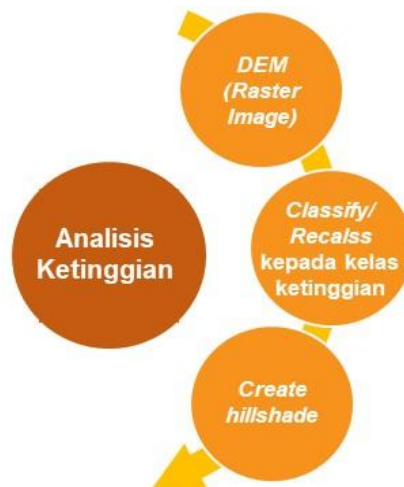 DEM
(Raster
Image)
Analisis
Ketinggian
Classify/
Recalss
kepada kelas
ketinggian
Create
hillshade